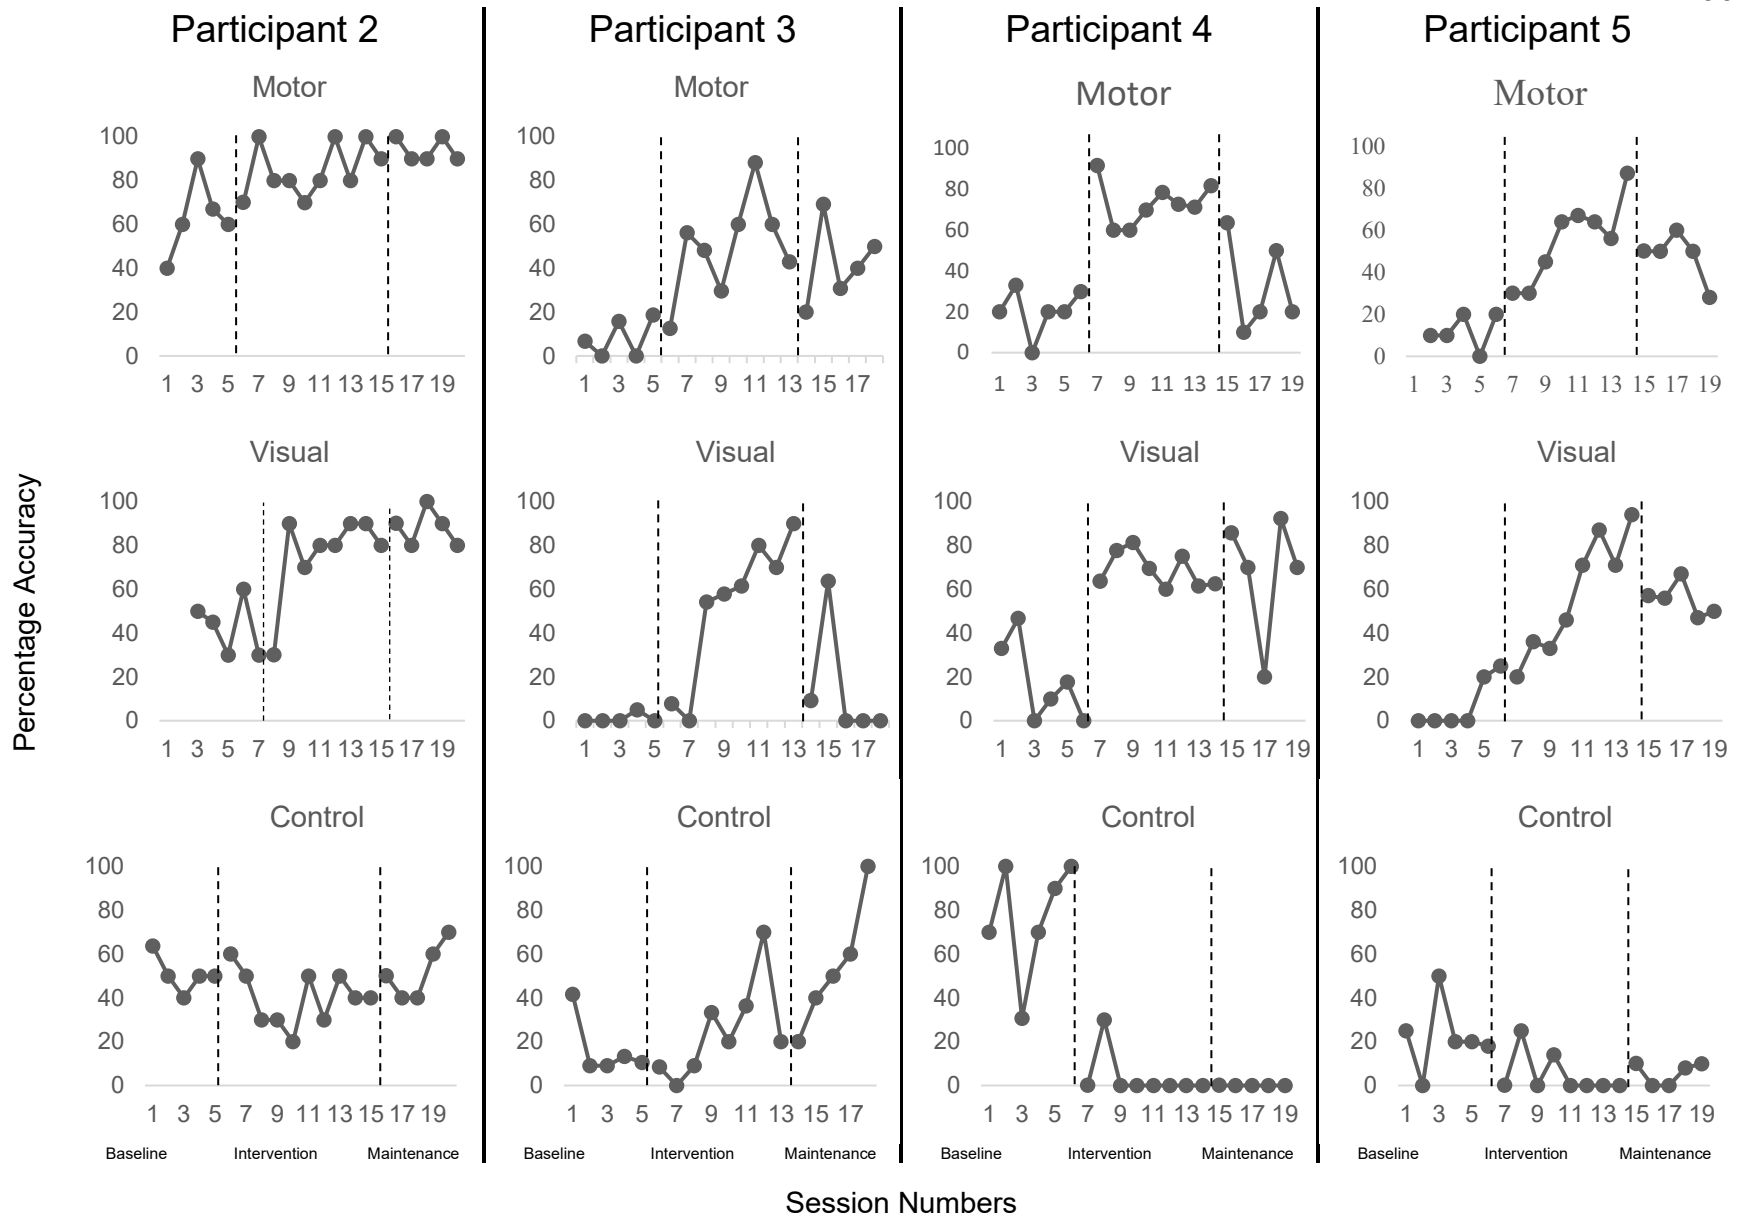 Participant 2 Participant 3 Participant 4 Participant 5
Motor Motor Motor Motor
100 100 100 100
80 80 80 80
60 60 60 60
40 40 40 40
20 20 20 20
0 0 0 0
1 3 5 7 9 11 13 15 17 19 1 3 5 7 9 11 13 15 17 1 3 5 7 9 11 13 15 17 19 1 3 5 7 9 11 13 15 17 19
Percentage Accuracy
Visual Visual Visual Visual
100 100 100 100
80 80 80 80
60 60 60 60
40 40 40 40
20 20 20 20
0 0 0 0
1 3 5 7 9 11 13 15 17 19 1 3 5 7 9 11 13 15 17 1 3 5 7 9 11 13 15 17 19 1 3 5 7 9 11 13 15 17 19
Control Control Control Control
100 100 100 100
80 80 80 80
60 60 60 60
40 40 40 40
20 20 20 20
0 0 0 0
1 3 5 7 9 11 13 15 17 19 1 3 5 7 9 11 13 15 17 1 3 5 7 9 11 13 15 17 19 1 3 5 7 9 11 13 15 17 19
Baseline Intervention Maintenance Baseline Intervention Maintenance Baseline Intervention Maintenance Baseline Intervention Maintenance
Session Numbers